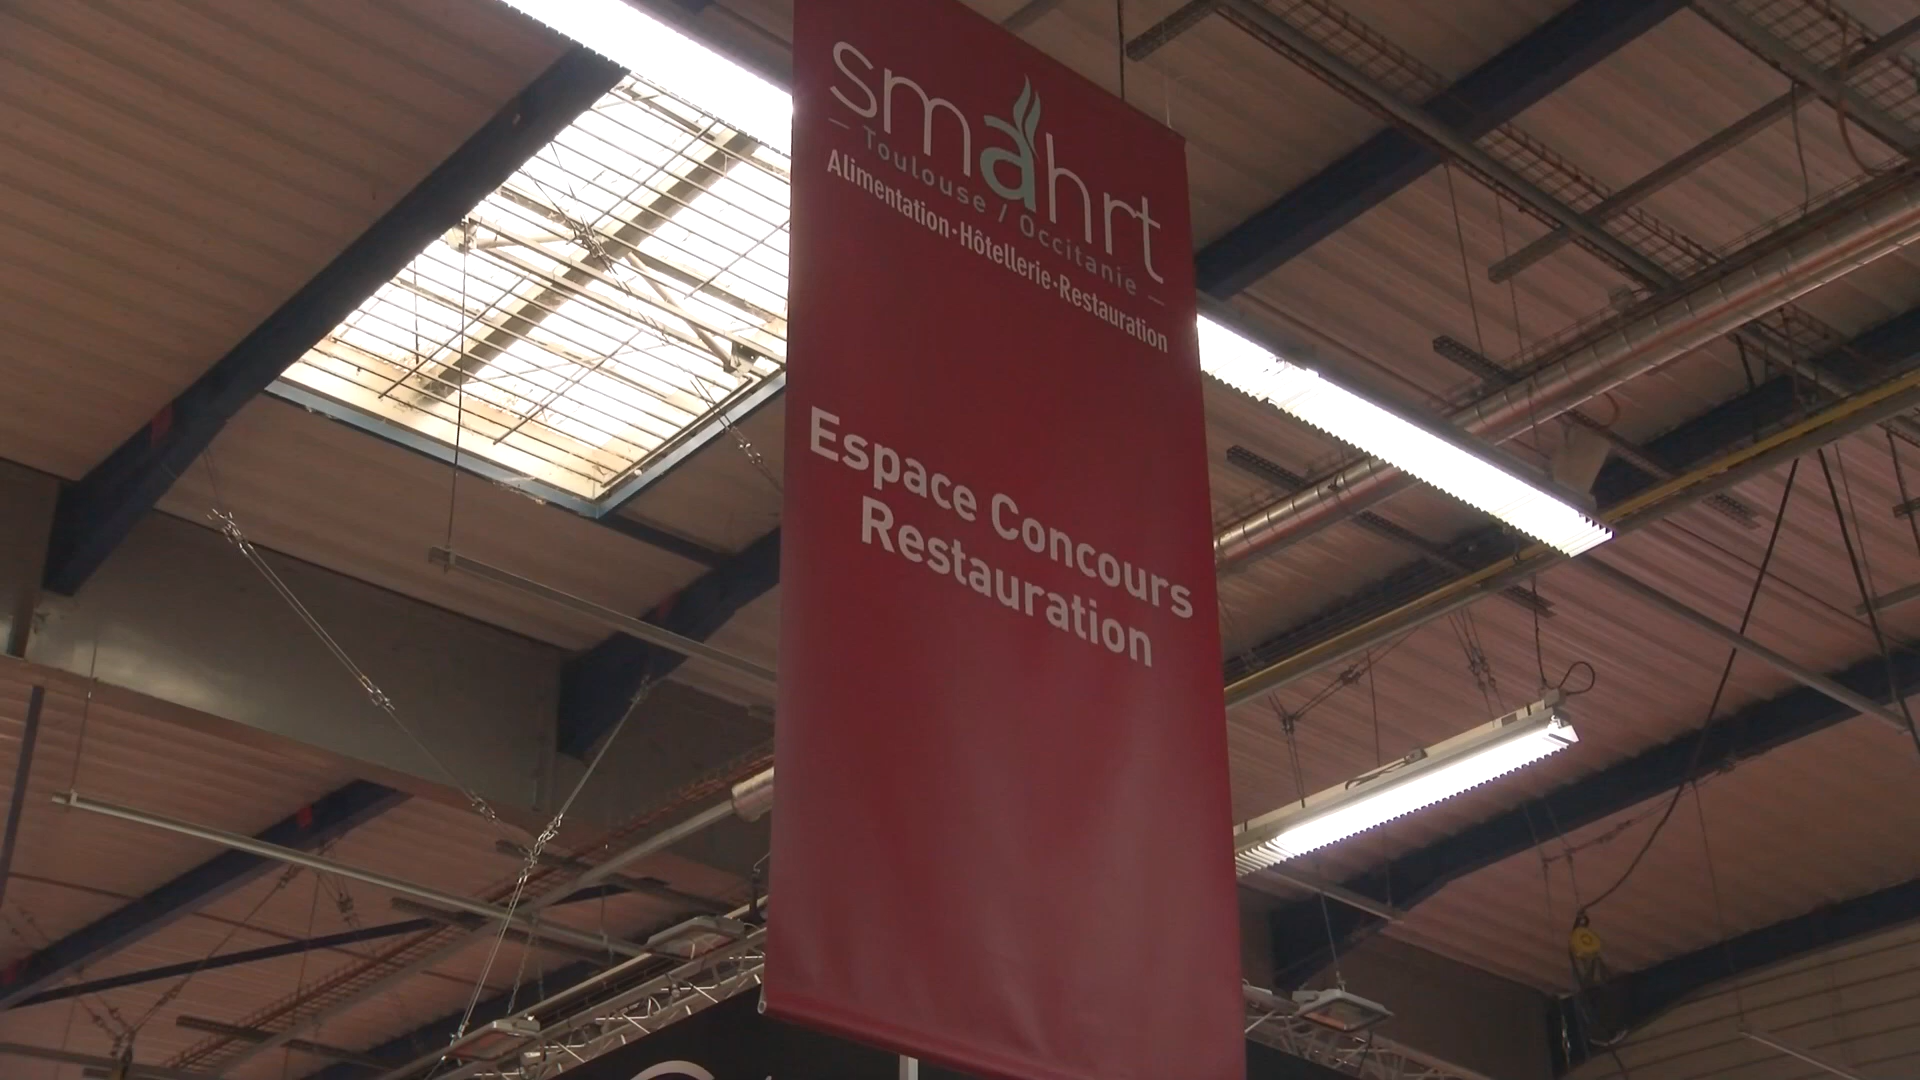 smahrt
Toulouse / Occitanie
Alimentation·Hôtellerie·Restauration
Espace Concours
Restauration